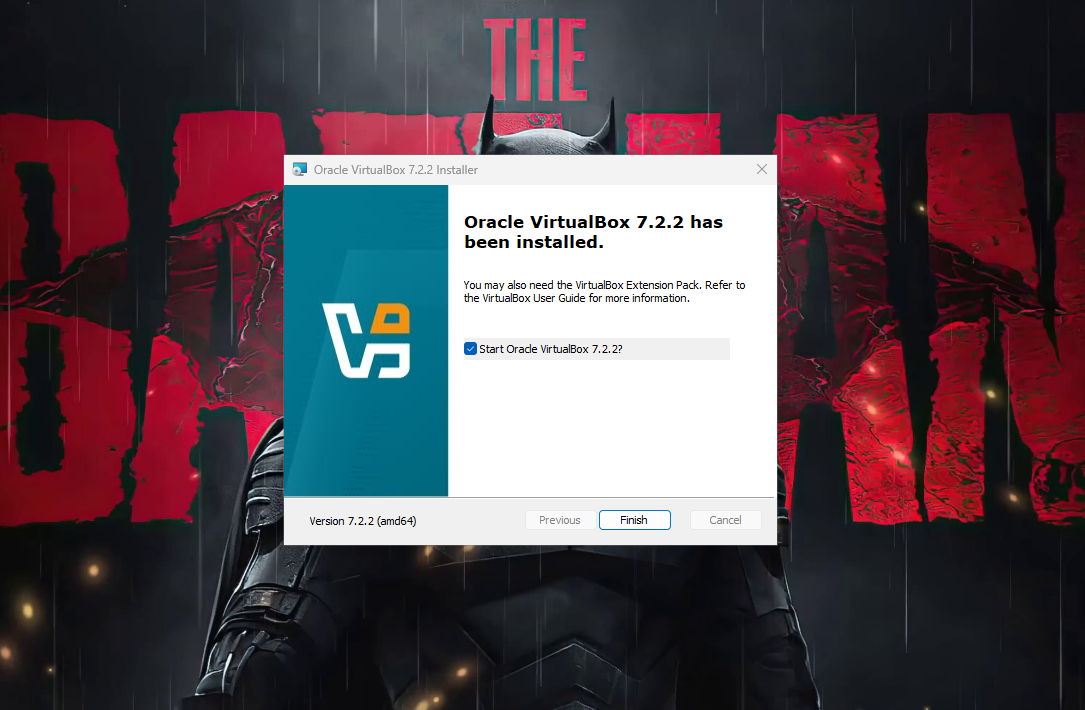 THE
Oracle VirtualBox 7.2.2 Installer
Oracle VirtualBox 7.2.2 has
been installed.
You may also need the VirtualBox Extension Pack. Refer to
the VirtualBox User Guide for more information.
Start Oracle VirtualBox 7.2.2?
Version 7.2.2 (amd64)
Previous
Finish
Cancel